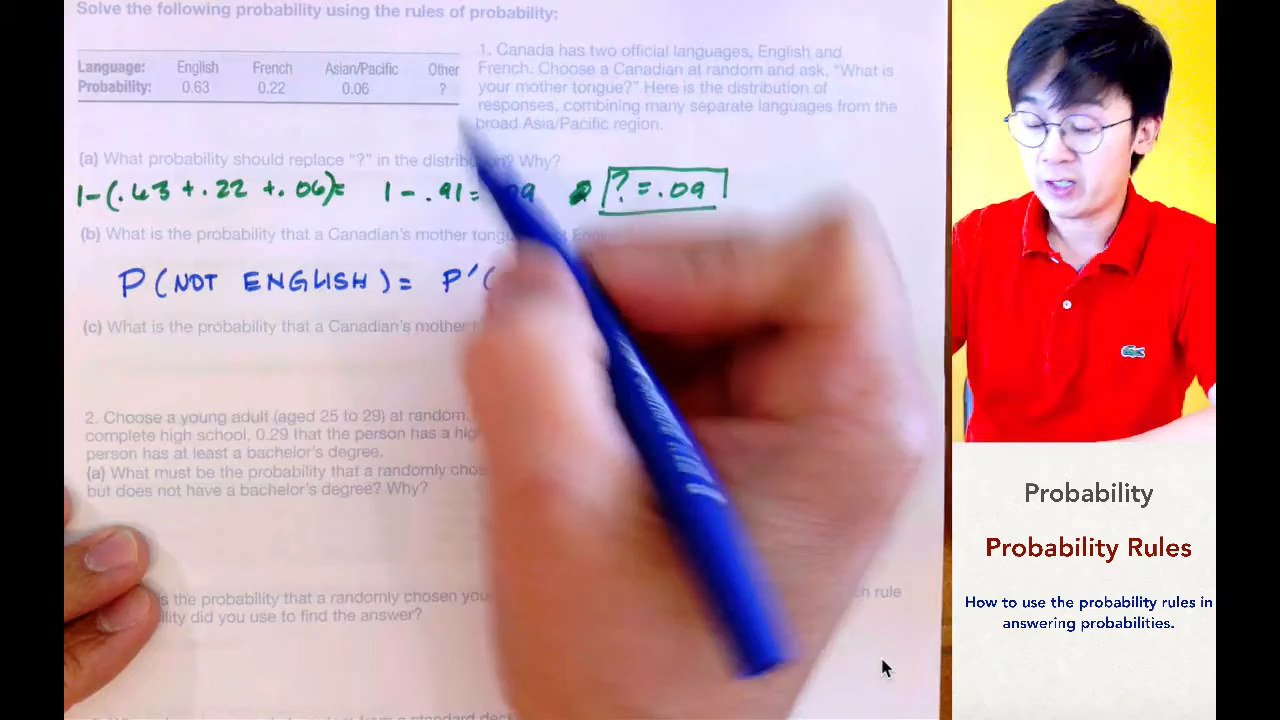 Solve the following probability using the rules of probability:
Language: English French Asian/Pacific Other
Probability: 0.63 0.22 0.06 ?
1. Canada has two official languages, English and
French. Choose a Canadian at random and ask, "What is
your mother tongue?" Here is the distribution of
responses, combining many separate languages from the
broad Asia/Pacific region.
(a) What probability should replace "?" in the distribution? Why?
1-(.63 + .22 + .06)= 1 - .91= 09 ? = .09
(b) What is the probability that a Canadian's mother
P(NOT ENGLISH)= P'(
(c) What is the probability that a Canadian's mother
2. Choose a young adult (aged 25 to 29) at random.
complete high school, 0.29 that the person has a
person has at least a bachelor's degree.
(a) What must be the probability that a randomly
but does not have a bachelor's degree? Why?
is the probability that a randomly chosen rule
did you use to find the answer?
Probability
Probability Rules
How to use the probability rules in
answering probabilities.